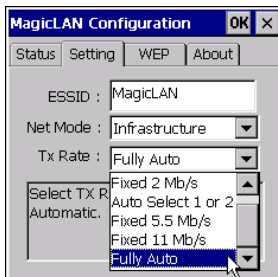 MagicLAN Configuration OK ×
Status Setting WEP About
ESSID : MagicLAN
Net Mode : Infrastructure
Tx Rate : Fully Auto
Select TX R
Automatic.
Fixed 2 Mb/s
Auto Select 1 or 2
Fixed 5.5 Mb/s
Fixed 11 Mb/s
Fully Auto